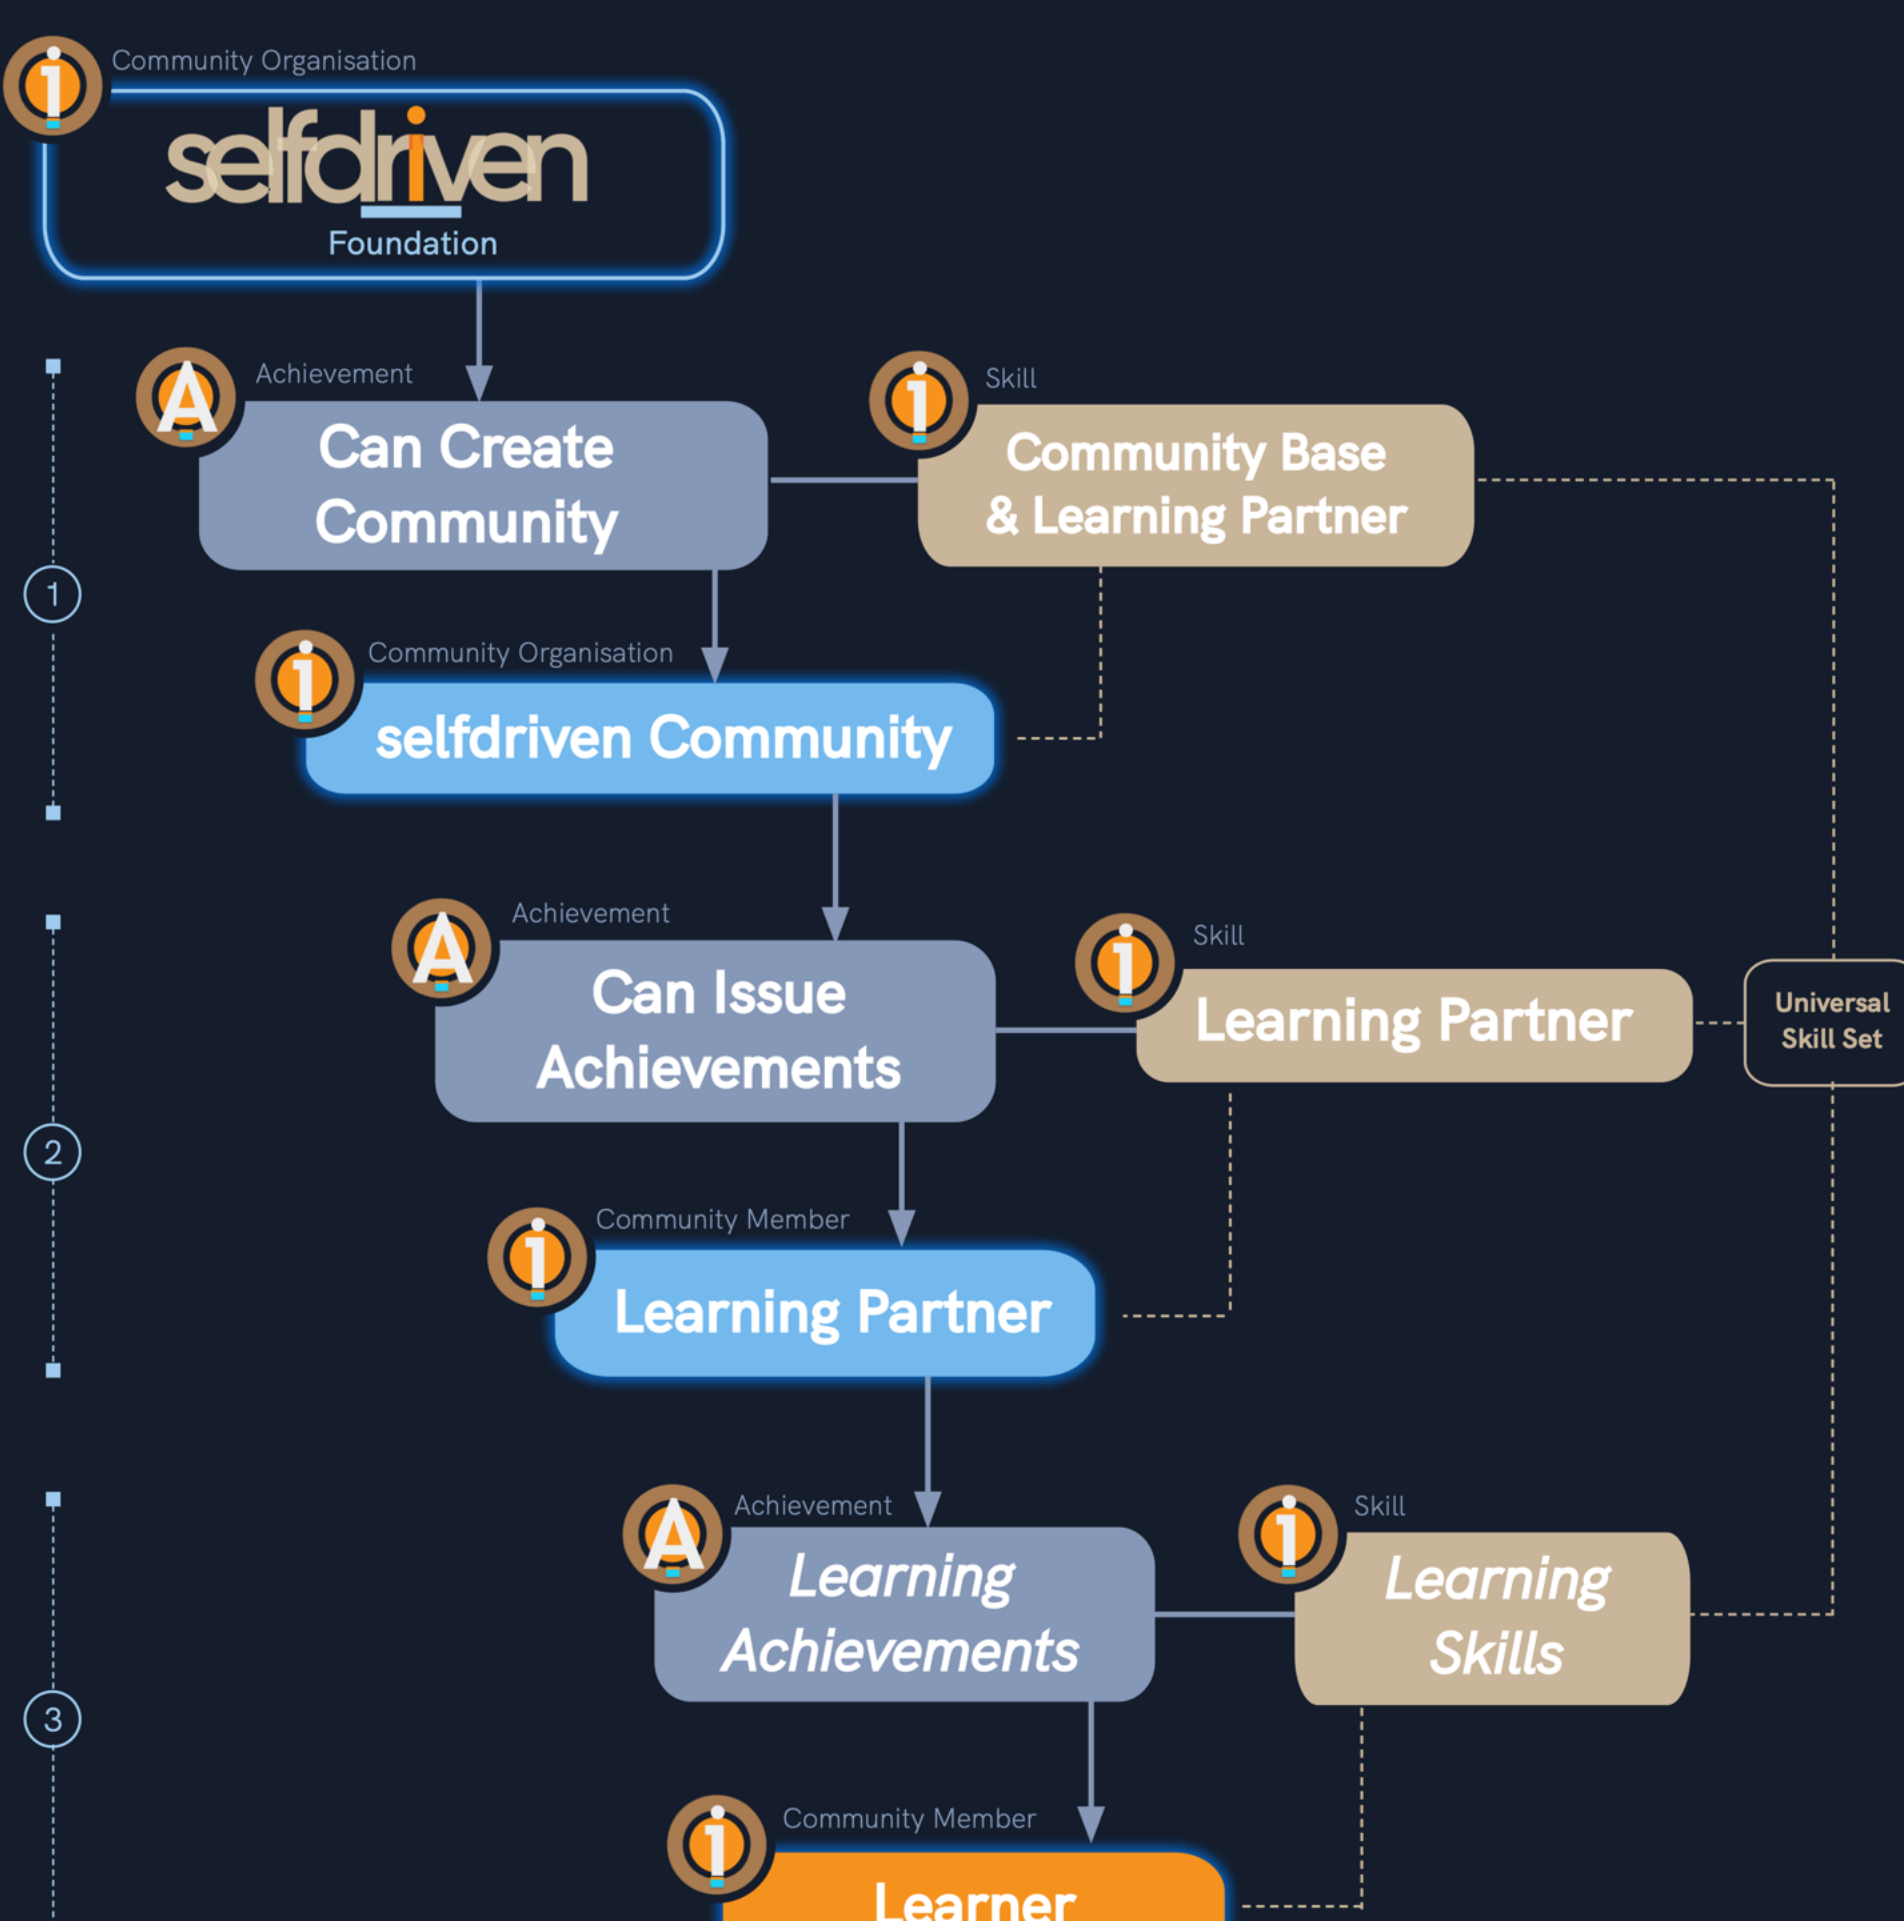 Community Organisation
selfdriven
Foundation
Achievement
Can Create
Community
Skill
Community Base
& Learning Partner
1
Community Organisation
selfdriven Community
Achievement
Can Issue
Achievements
Skill
Learning Partner
Universal
Skill Set
2
Community Member
Learning Partner
Achievement
Learning
Achievements
Skill
Learning
Skills
3
Community Member
Learner